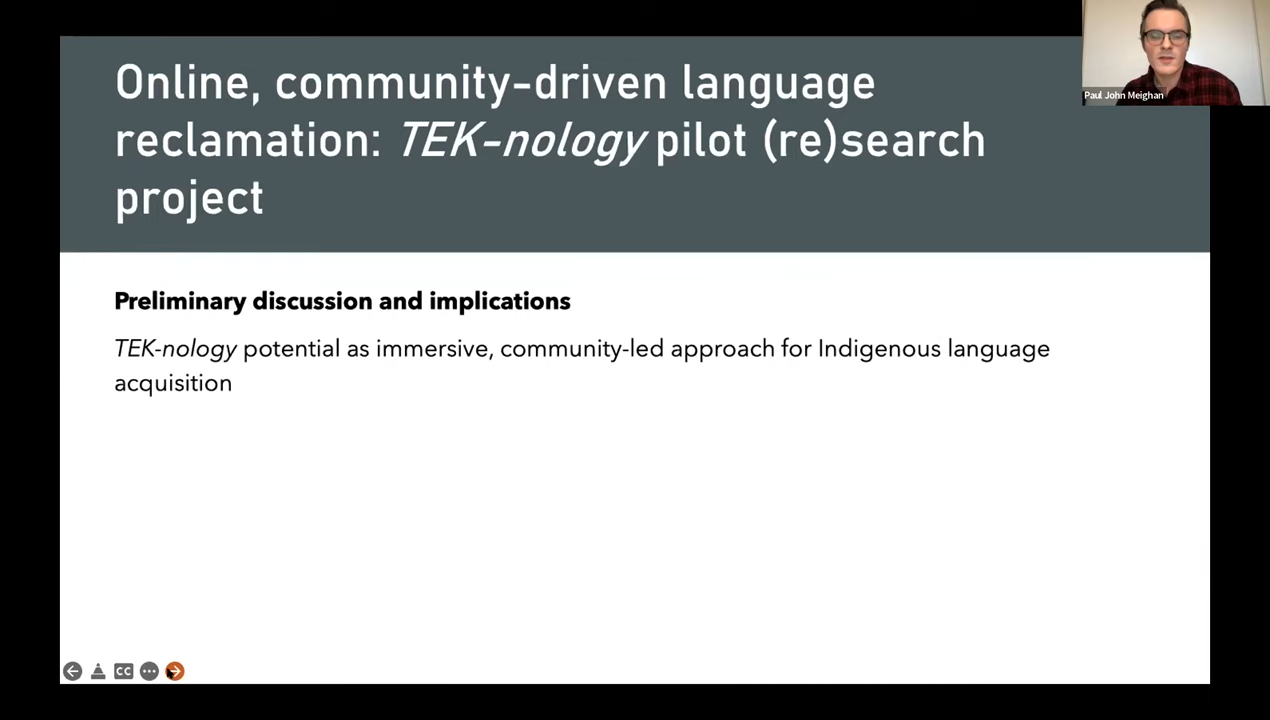 Online, community-driven language
reclamation: TEK-nology pilot (re)search
project
Paul John Meighan
Preliminary discussion and implications
TEK-nology potential as immersive, community-led approach for Indigenous language
acquisition
CC